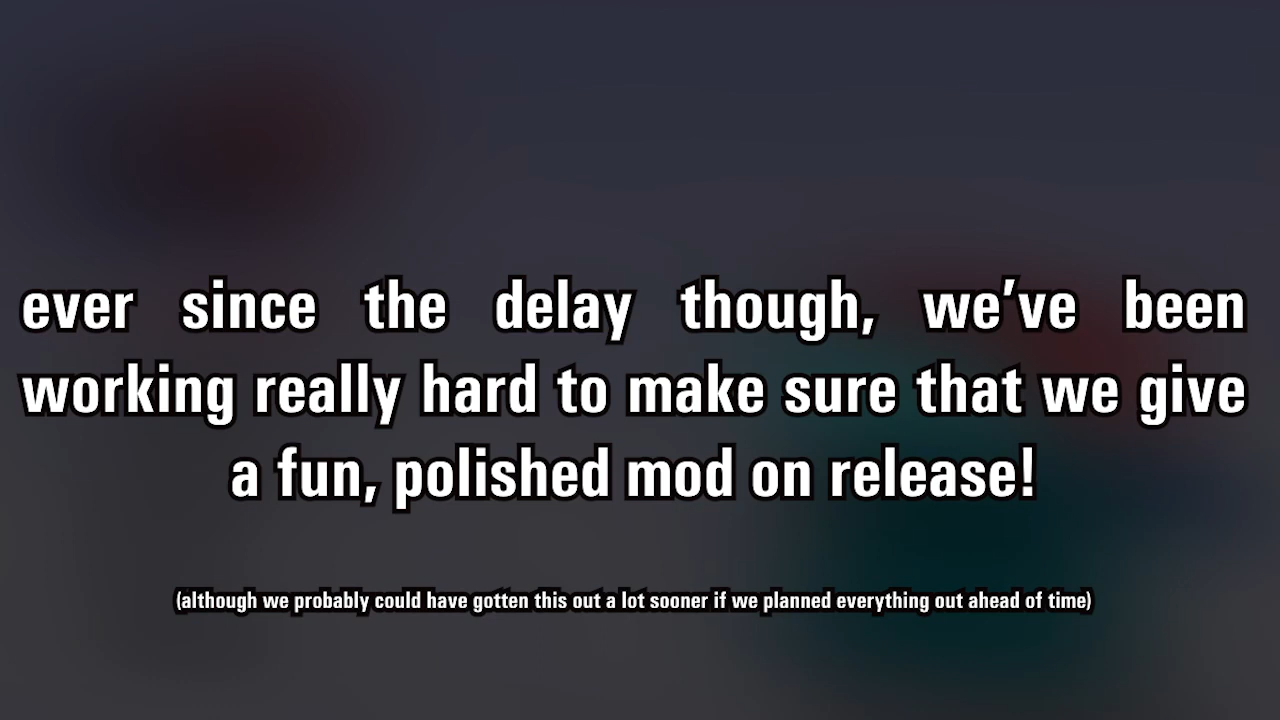 ever since the delay though, we’ve been
working really hard to make sure that we give
a fun, polished mod on release!
(although we probably could have gotten this out a lot sooner if we planned everything out ahead of time)